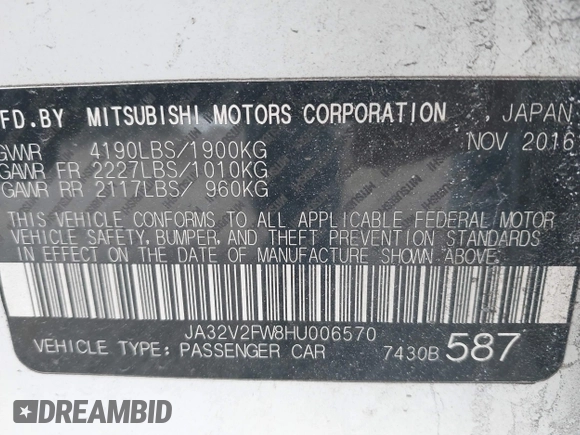 FD.BY MITSUBISHI MOTORS CORPORATION , JAPAN
GVWR 4190LBS/1900KG NOV 2016
GAWR FR 2227LBS/1010KG
GAWR RR 2117LBS/ 960KG
THIS VEHICLE CONFORMS TO ALL APPLICABLE FEDERAL MOTOR
VEHICLE SAFETY, BUMPER, AND THEFT PREVENTION STANDARDS
IN EFFECT ON THE DATE OF MANUFACTURE SHOWN ABOVE.
JA32V2FW8HU006570
VEHICLE TYPE: PASSENGER CAR 7430B 587
DREAMBID